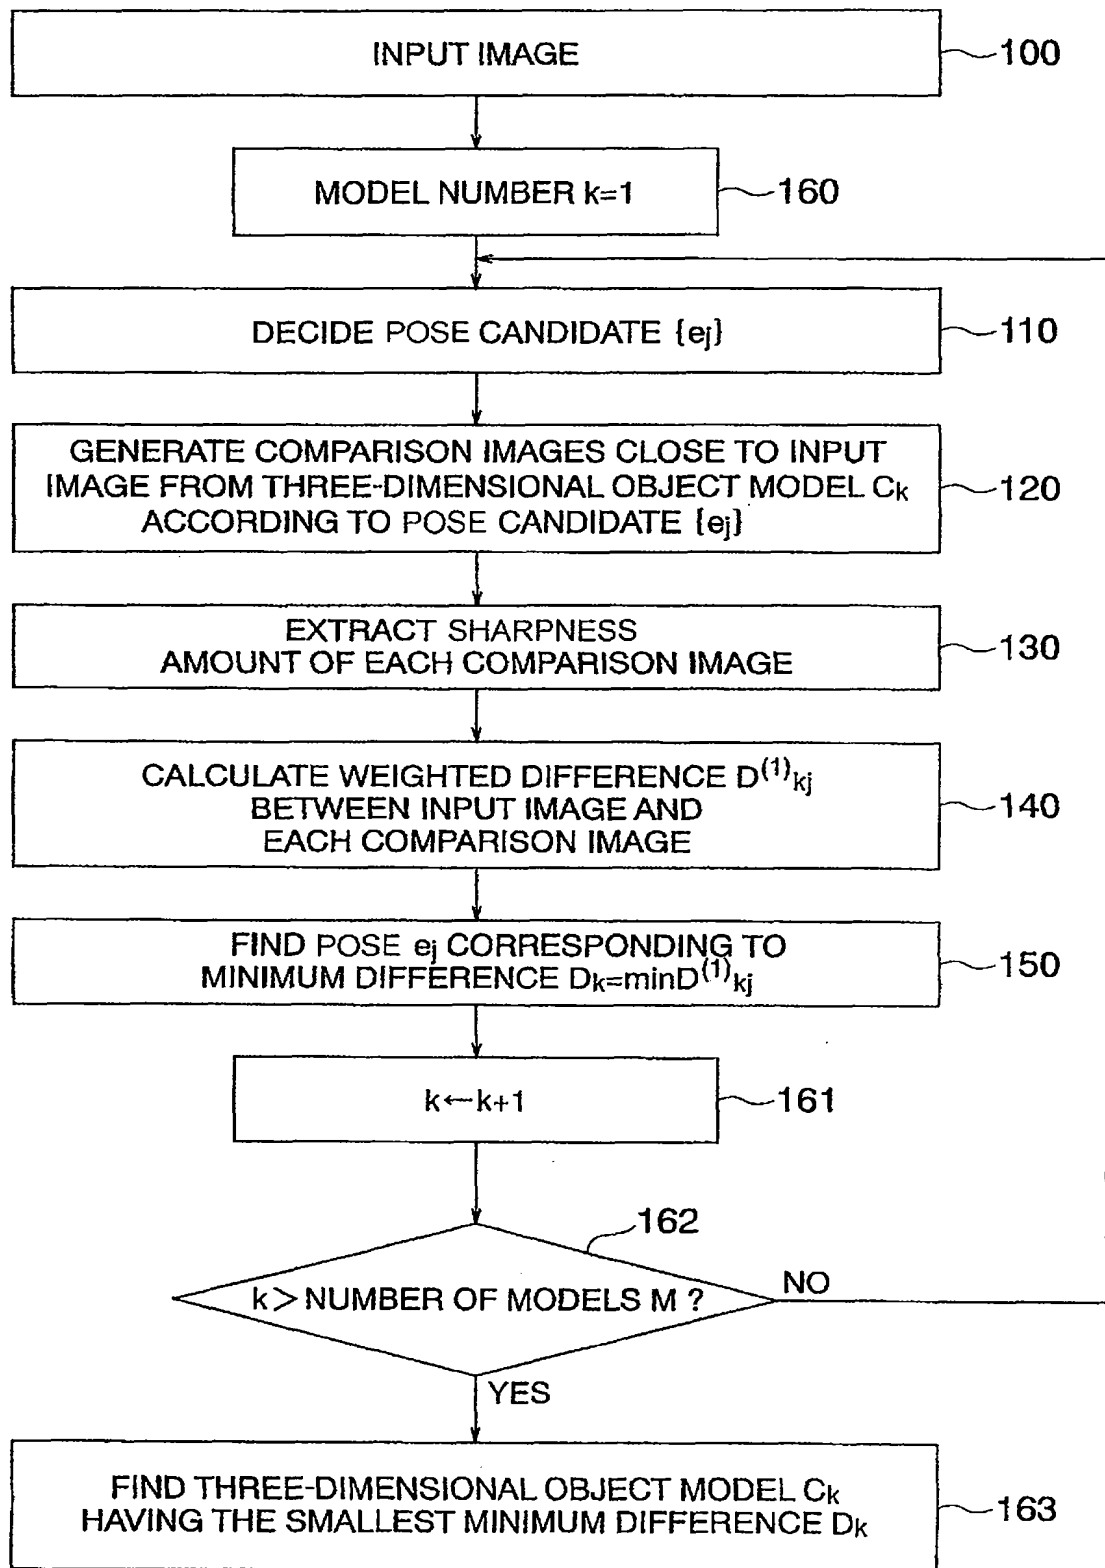 INPUT IMAGE
100
MODEL NUMBER k=1
160
DECIDE POSE CANDIDATE {ej}
110
GENERATE COMPARISON IMAGES CLOSE TO INPUT
IMAGE FROM THREE-DIMENSIONAL OBJECT MODEL Ck
ACCORDING TO POSE CANDIDATE {ej}
120
EXTRACT SHARPNESS
AMOUNT OF EACH COMPARISON IMAGE
130
CALCULATE WEIGHTED DIFFERENCE D(1)kj
BETWEEN INPUT IMAGE AND
EACH COMPARISON IMAGE
140
FIND POSE ej CORRESPONDING TO
MINIMUM DIFFERENCE Dk=minD(1)kj
150
k←k+1
161
162
k > NUMBER OF MODELS M ?
NO
YES
FIND THREE-DIMENSIONAL OBJECT MODEL Ck
HAVING THE SMALLEST MINIMUM DIFFERENCE Dk
163